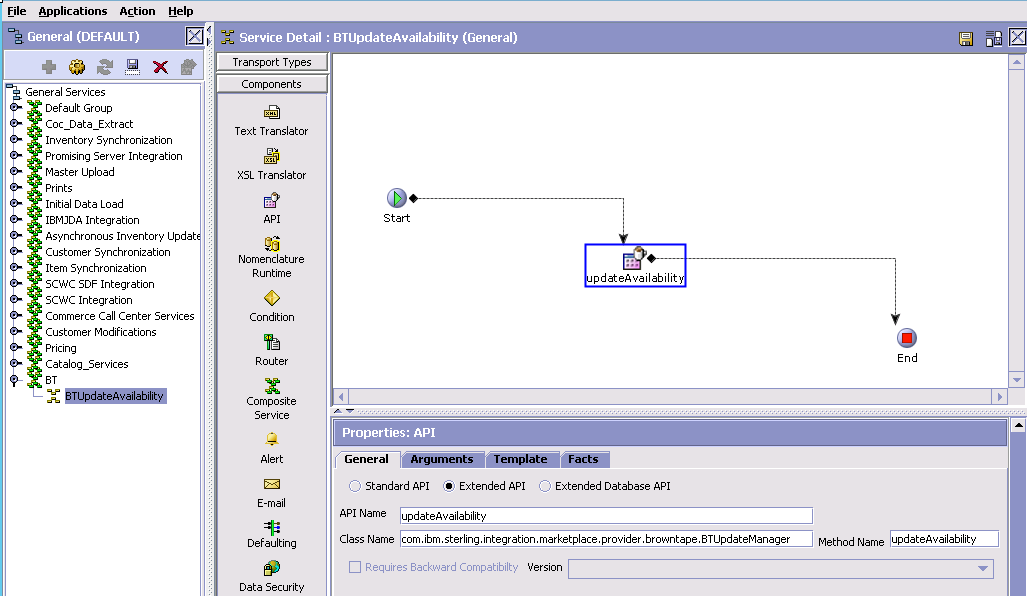 File Applications Action Help
General (DEFAULT)
General Services
Default Group
Coc_Data_Extract
Inventory Synchronization
Promising Server Integration
Master Upload
Prints
Initial Data Load
IBMJDA Integration
Asynchronous Inventory Update
Customer Synchronization
Item Synchronization
SCWC SDF Integration
SCWC Integration
Commerce Call Center Services
Customer Modifications
Pricing
Catalog_Services
BT
BTUpdateAvailability
Service Detail : BTUpdateAvailability (General)
Transport Types
Components
Text Translator
XSL Translator
API
Nomenclature
Runtime
Condition
Router
Composite
Service
Alert
E-mail
Defaulting
Data Security
Start
updateAvailability
End
Properties: API
General Arguments Template Facts
Standard API Extended API Extended Database API
API Name updateAvailability
Class Name com.ibm.sterling.integration.marketplace.provider.browntape.BTUpdateManager Method Name updateAvailability
Requires Backward Compatibilty Version